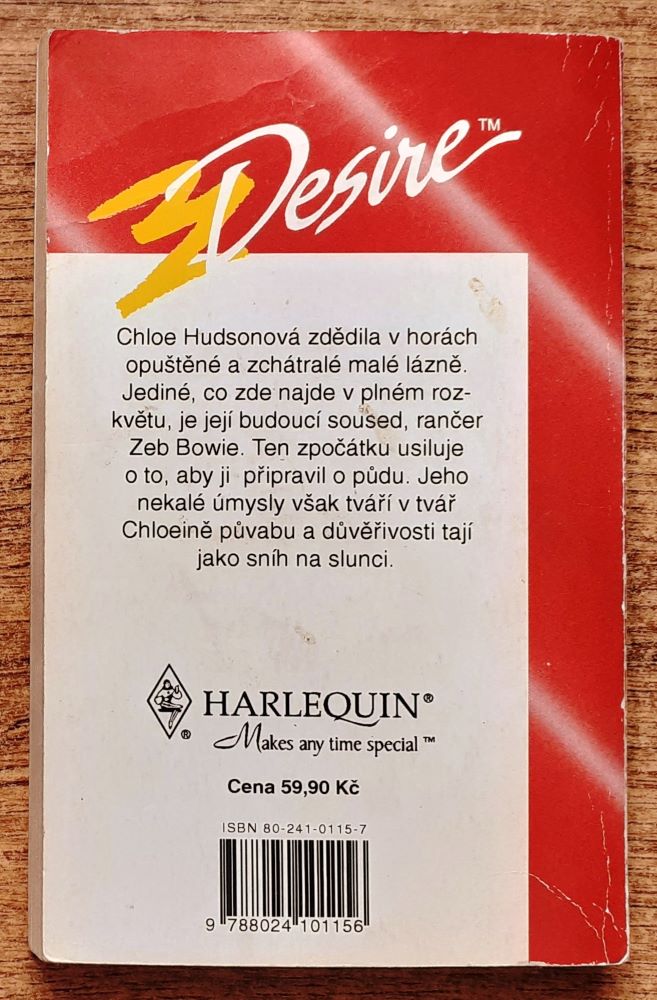 Desire™
Chloe Hudsonová zdědila v horách
opuštěné a zchátralé malé lázně.
Jediné, co zde najde v plném roz-
květu, je její budoucí soused, rančer
Zeb Bowie. Ten zpočátku usiluje
o to, aby ji připravil o půdu. Jeho
nekalé úmysly však tváří v tvář
Chloeině půvabu a důvěřivosti tají
jako sníh na slunci.
® HARLEQUIN®
Makes any time special™
Cena 59,90 Kč
ISBN 80-241-0115-7
9 788024 101156